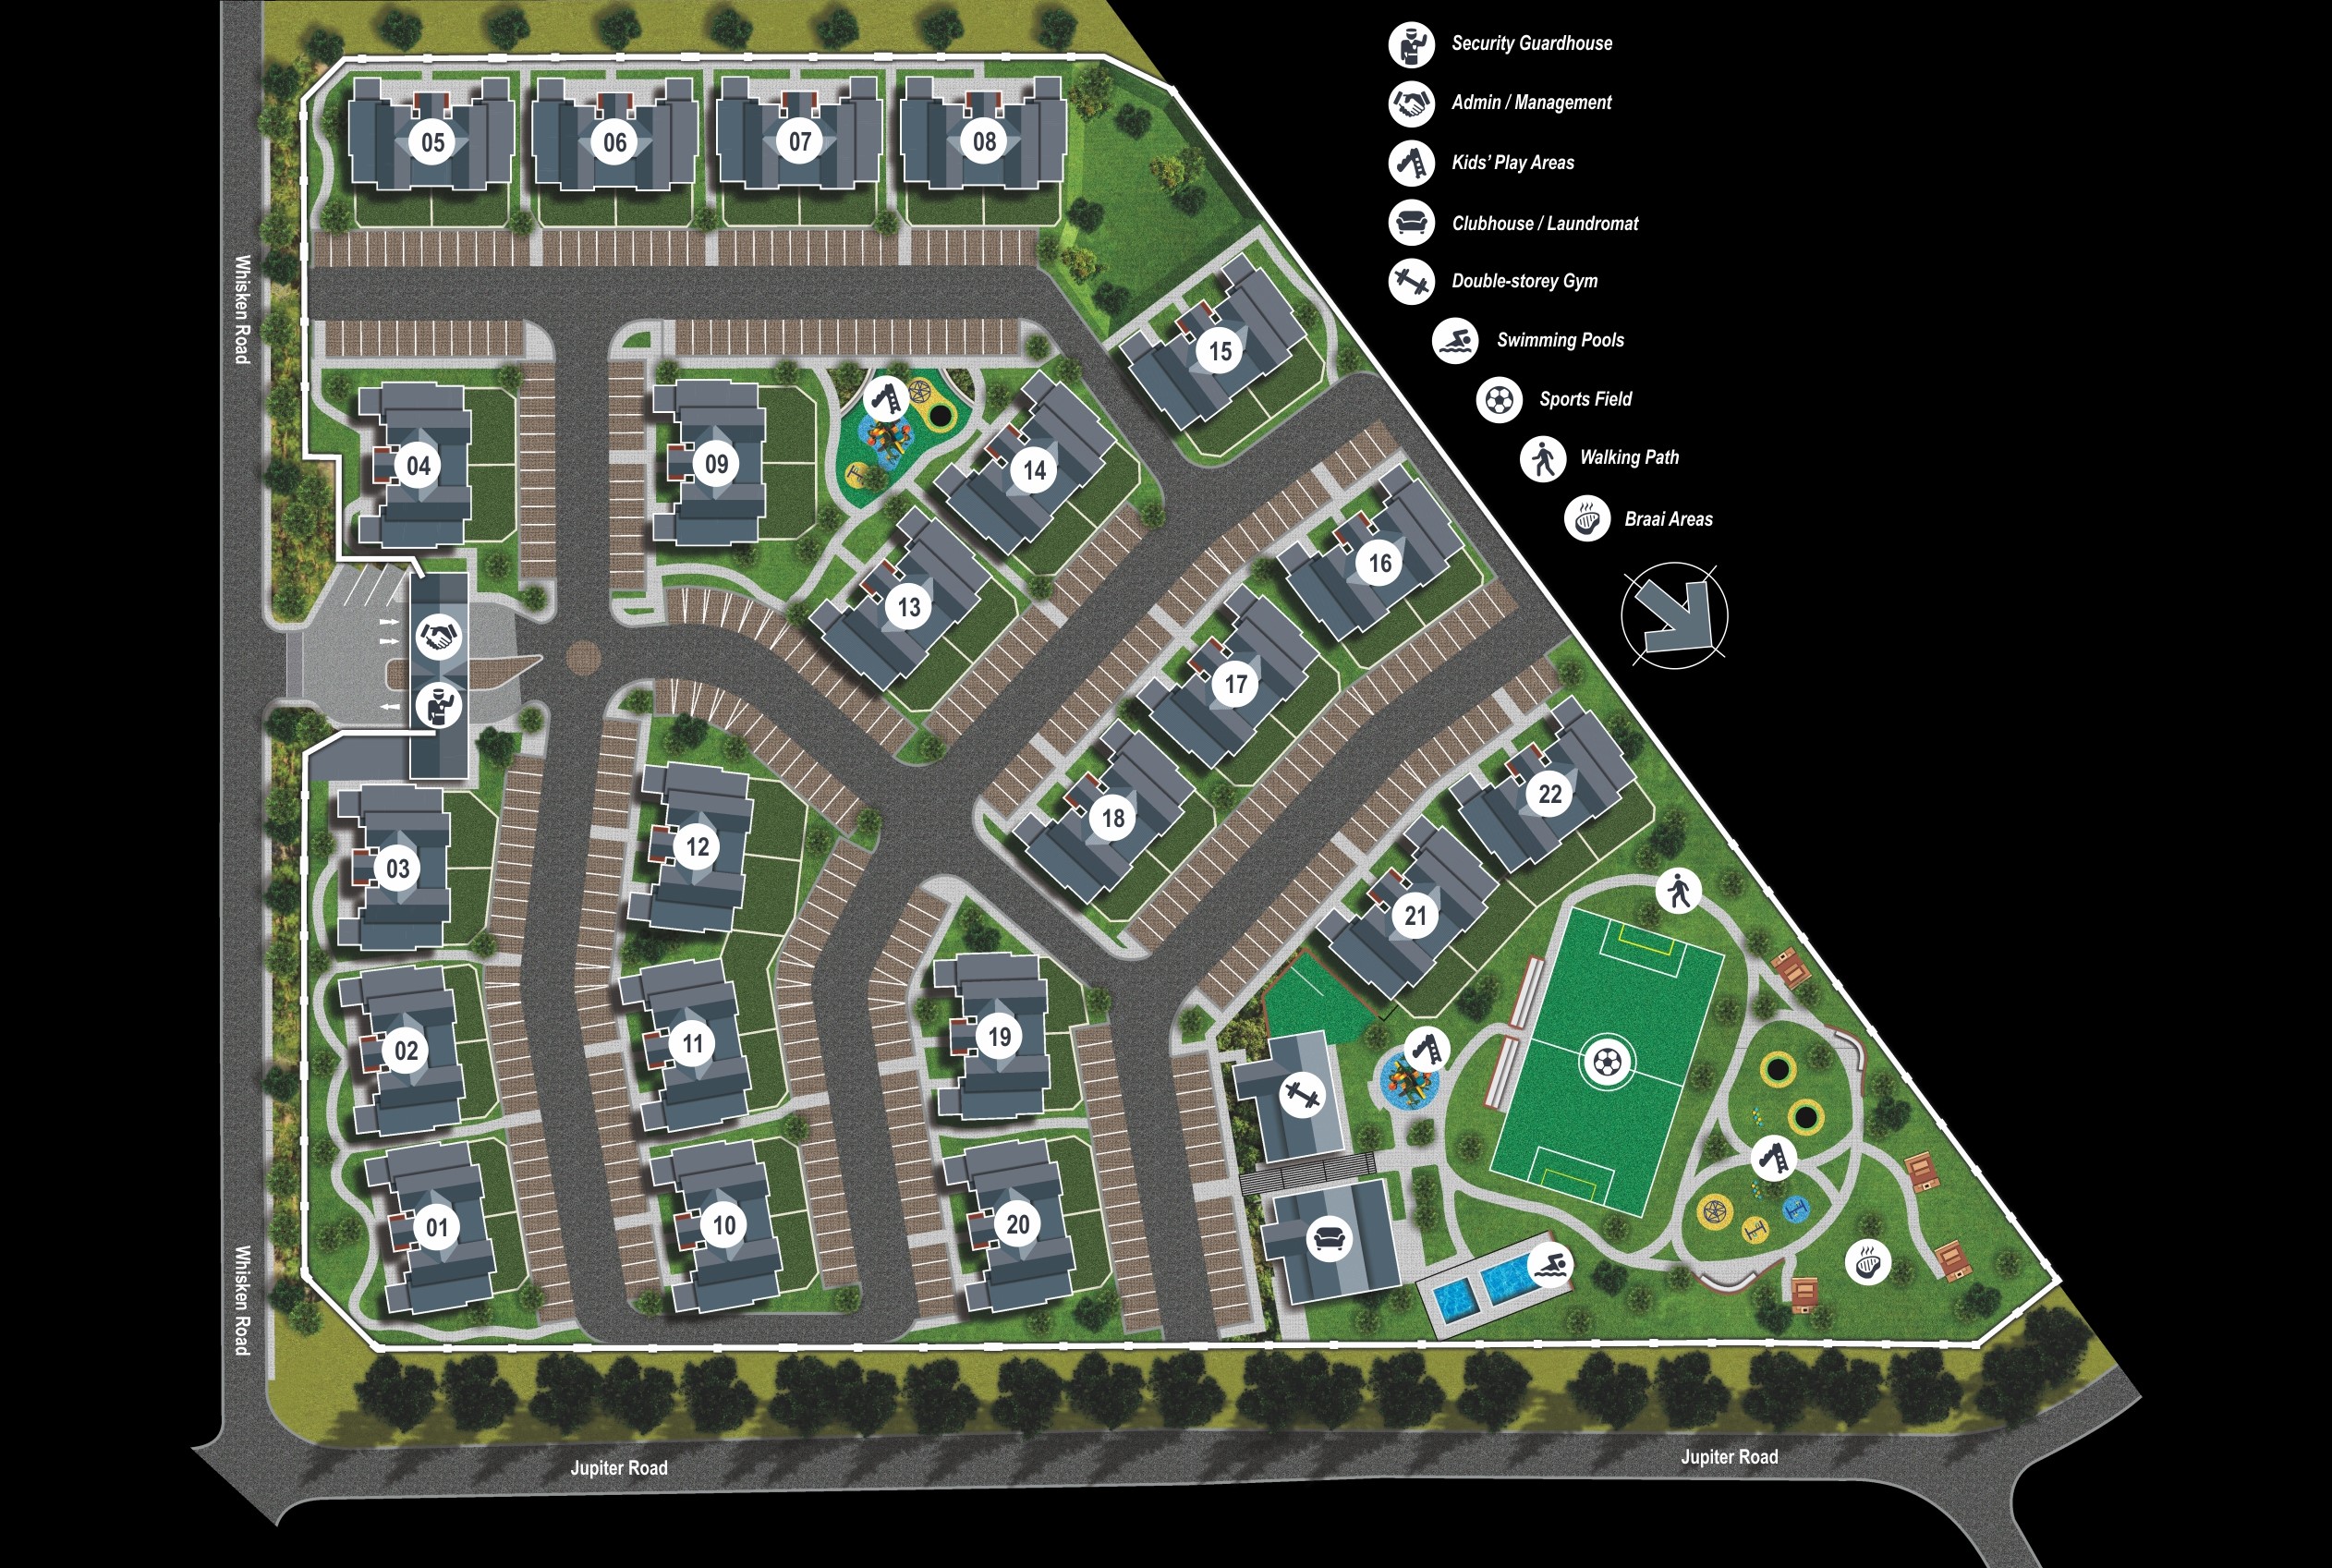 Security Guardhouse
Admin / Management
Kids' Play Areas
Clubhouse / Laundromat
Double-storey Gym
Swimming Pools
Sports Field
Walking Path
Braai Areas
05
06
07
08
Whisken Road
15
04
09
14
13
16
17
18
22
03
12
21
02
11
19
01
10
20
Whisken Road
Jupiter Road
Jupiter Road